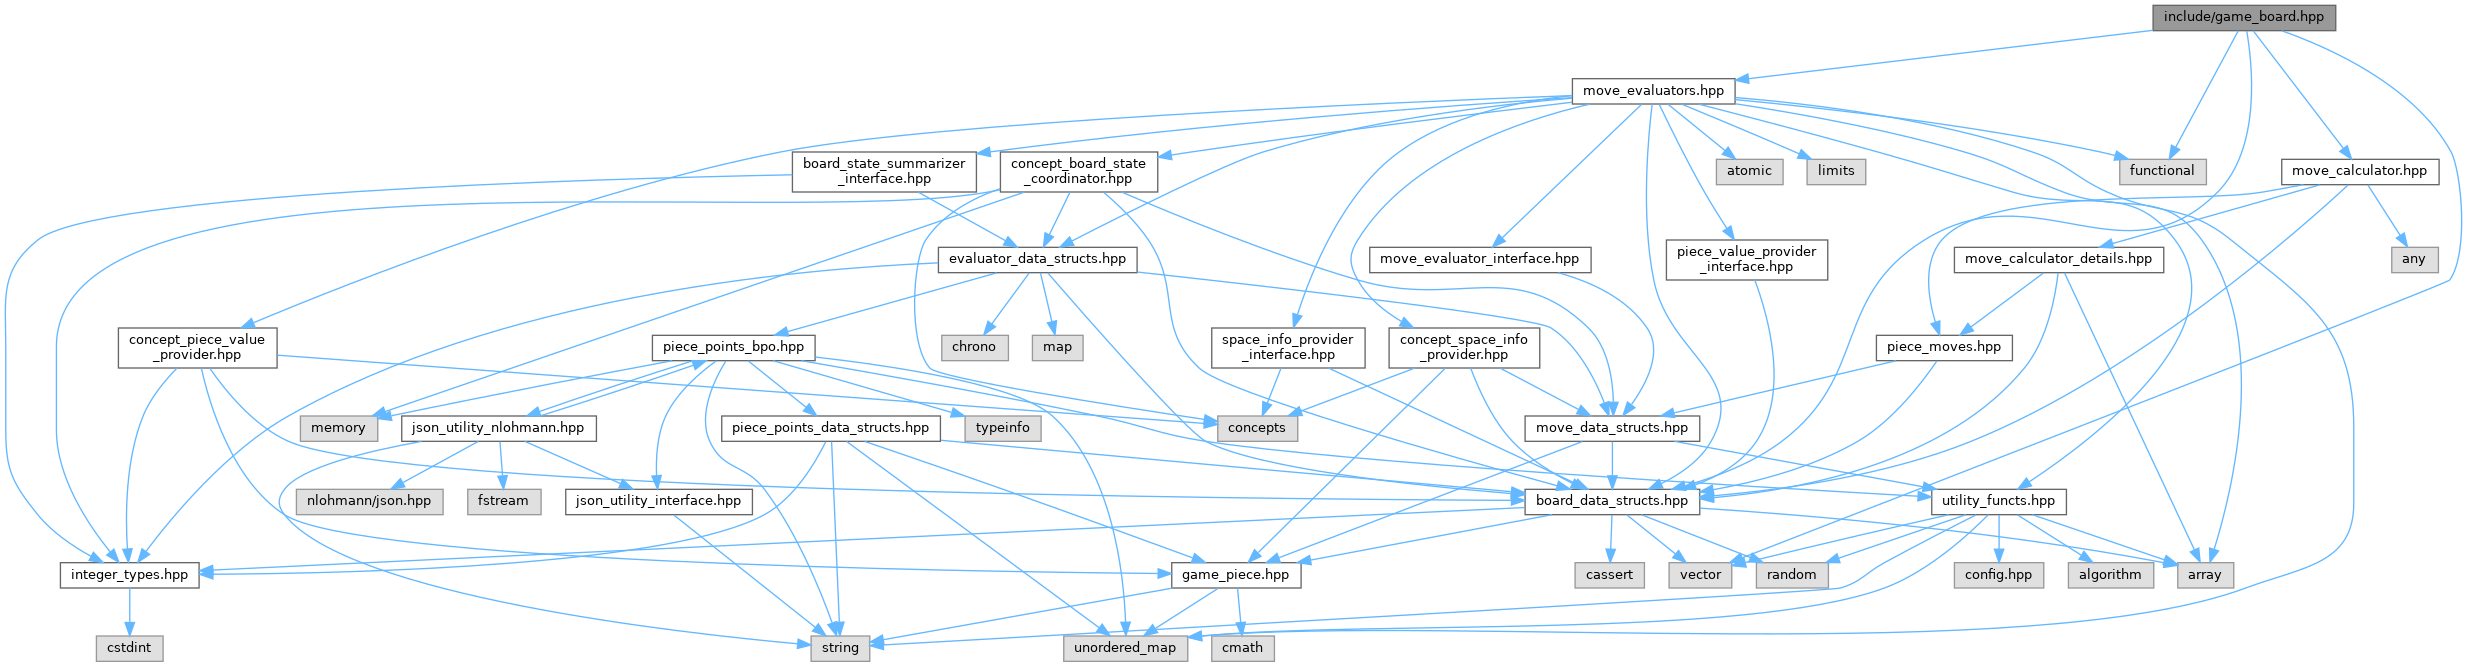 include/game_board.hpp
move_evaluators.hpp
board_state_summarizer
_interface.hpp
concept_board_state
_coordinator.hpp
atomic
limits
functional
move_calculator.hpp
evaluator_data_structs.hpp
move_evaluator_interface.hpp
piece_value_provider
_interface.hpp
move_calculator_details.hpp
any
concept_piece_value
_provider.hpp
piece_points_bpo.hpp
chrono
map
space_info_provider
_interface.hpp
concept_space_info
_provider.hpp
piece_moves.hpp
memory
json_utility_nlohmann.hpp
piece_points_data_structs.hpp
typeinfo
concepts
move_data_structs.hpp
nlohmann/json.hpp
fstream
json_utility_interface.hpp
board_data_structs.hpp
utility_functs.hpp
integer_types.hpp
game_piece.hpp
cassert
vector
random
config.hpp
algorithm
array
cstdint
string
unordered_map
cmath